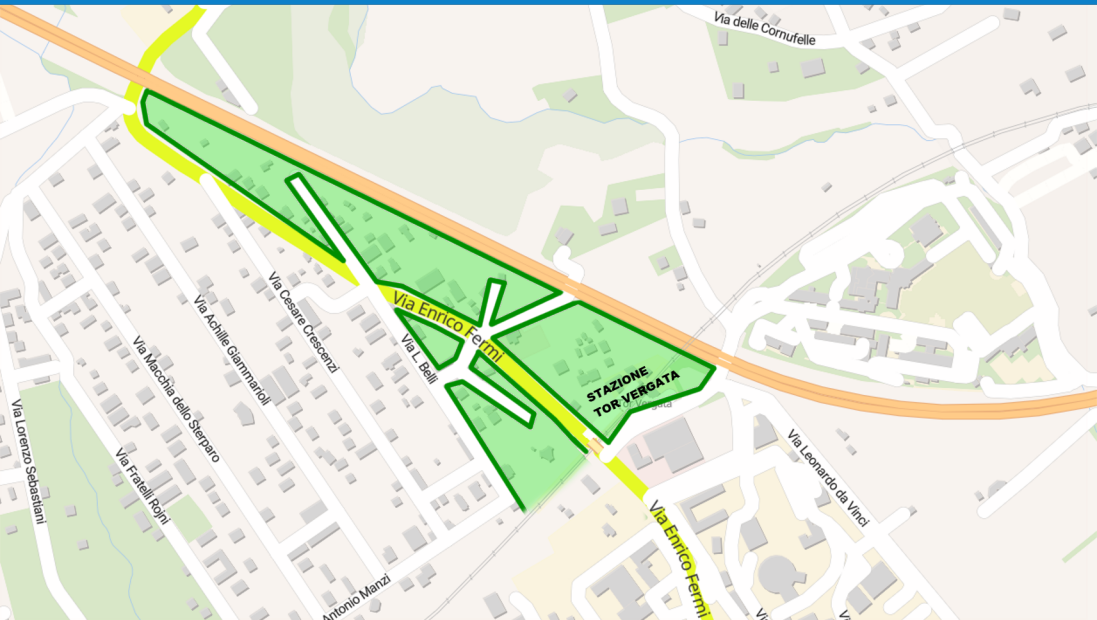 Via delle Cornufelle
Via Enrico Fermi
Via Cesare Crescenzi
Via Achille Giammarioli
Via L. Belli
Via Macchia dello Sterparo
STAZIONE
TOR VERGATA
Vergata
Via Lorenzo Sebastiani
Via Fratelli Rojni
Via Leonardo da Vinci
Via Enrico Fermi
Antonio Manzi